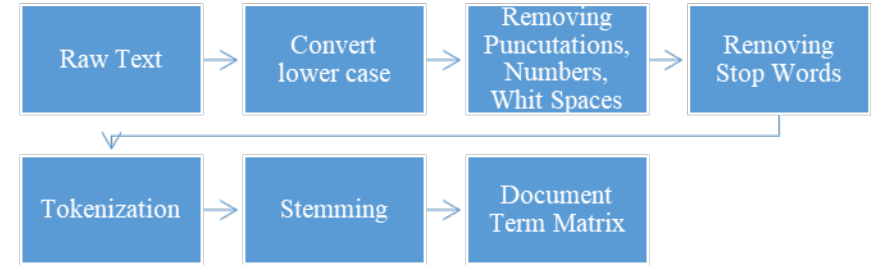 Raw Text
Convert
lower case
Removing
Puncutations,
Numbers,
Whit Spaces
Removing
Stop Words
Tokenization
Stemming
Document
Term Matrix